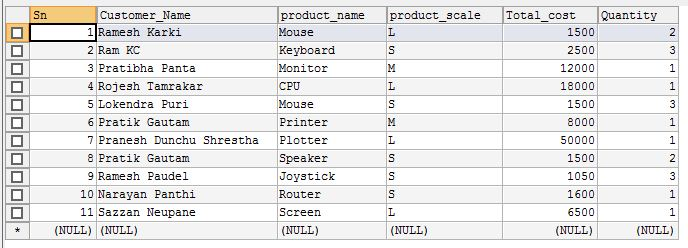 Sn Customer_Name product_name product_scale Total_cost Quantity
1 Ramesh Karki Mouse L 1500 2
2 Ram KC Keyboard S 2500 3
3 Pratibha Panta Monitor M 12000 1
4 Rojesh Tamrakar CPU L 18000 1
5 Lokendra Puri Mouse S 1500 3
6 Pratik Gautam Printer M 8000 1
7 Pranesh Dunchu Shrestha Plotter L 50000 1
8 Pratik Gautam Speaker S 1500 2
9 Ramesh Paudel Joystick S 1050 3
10 Narayan Panthi Router S 1600 1
11 Sazzan Neupane Screen L 6500 1
* (NULL) (NULL) (NULL) (NULL) (NULL) (NULL)